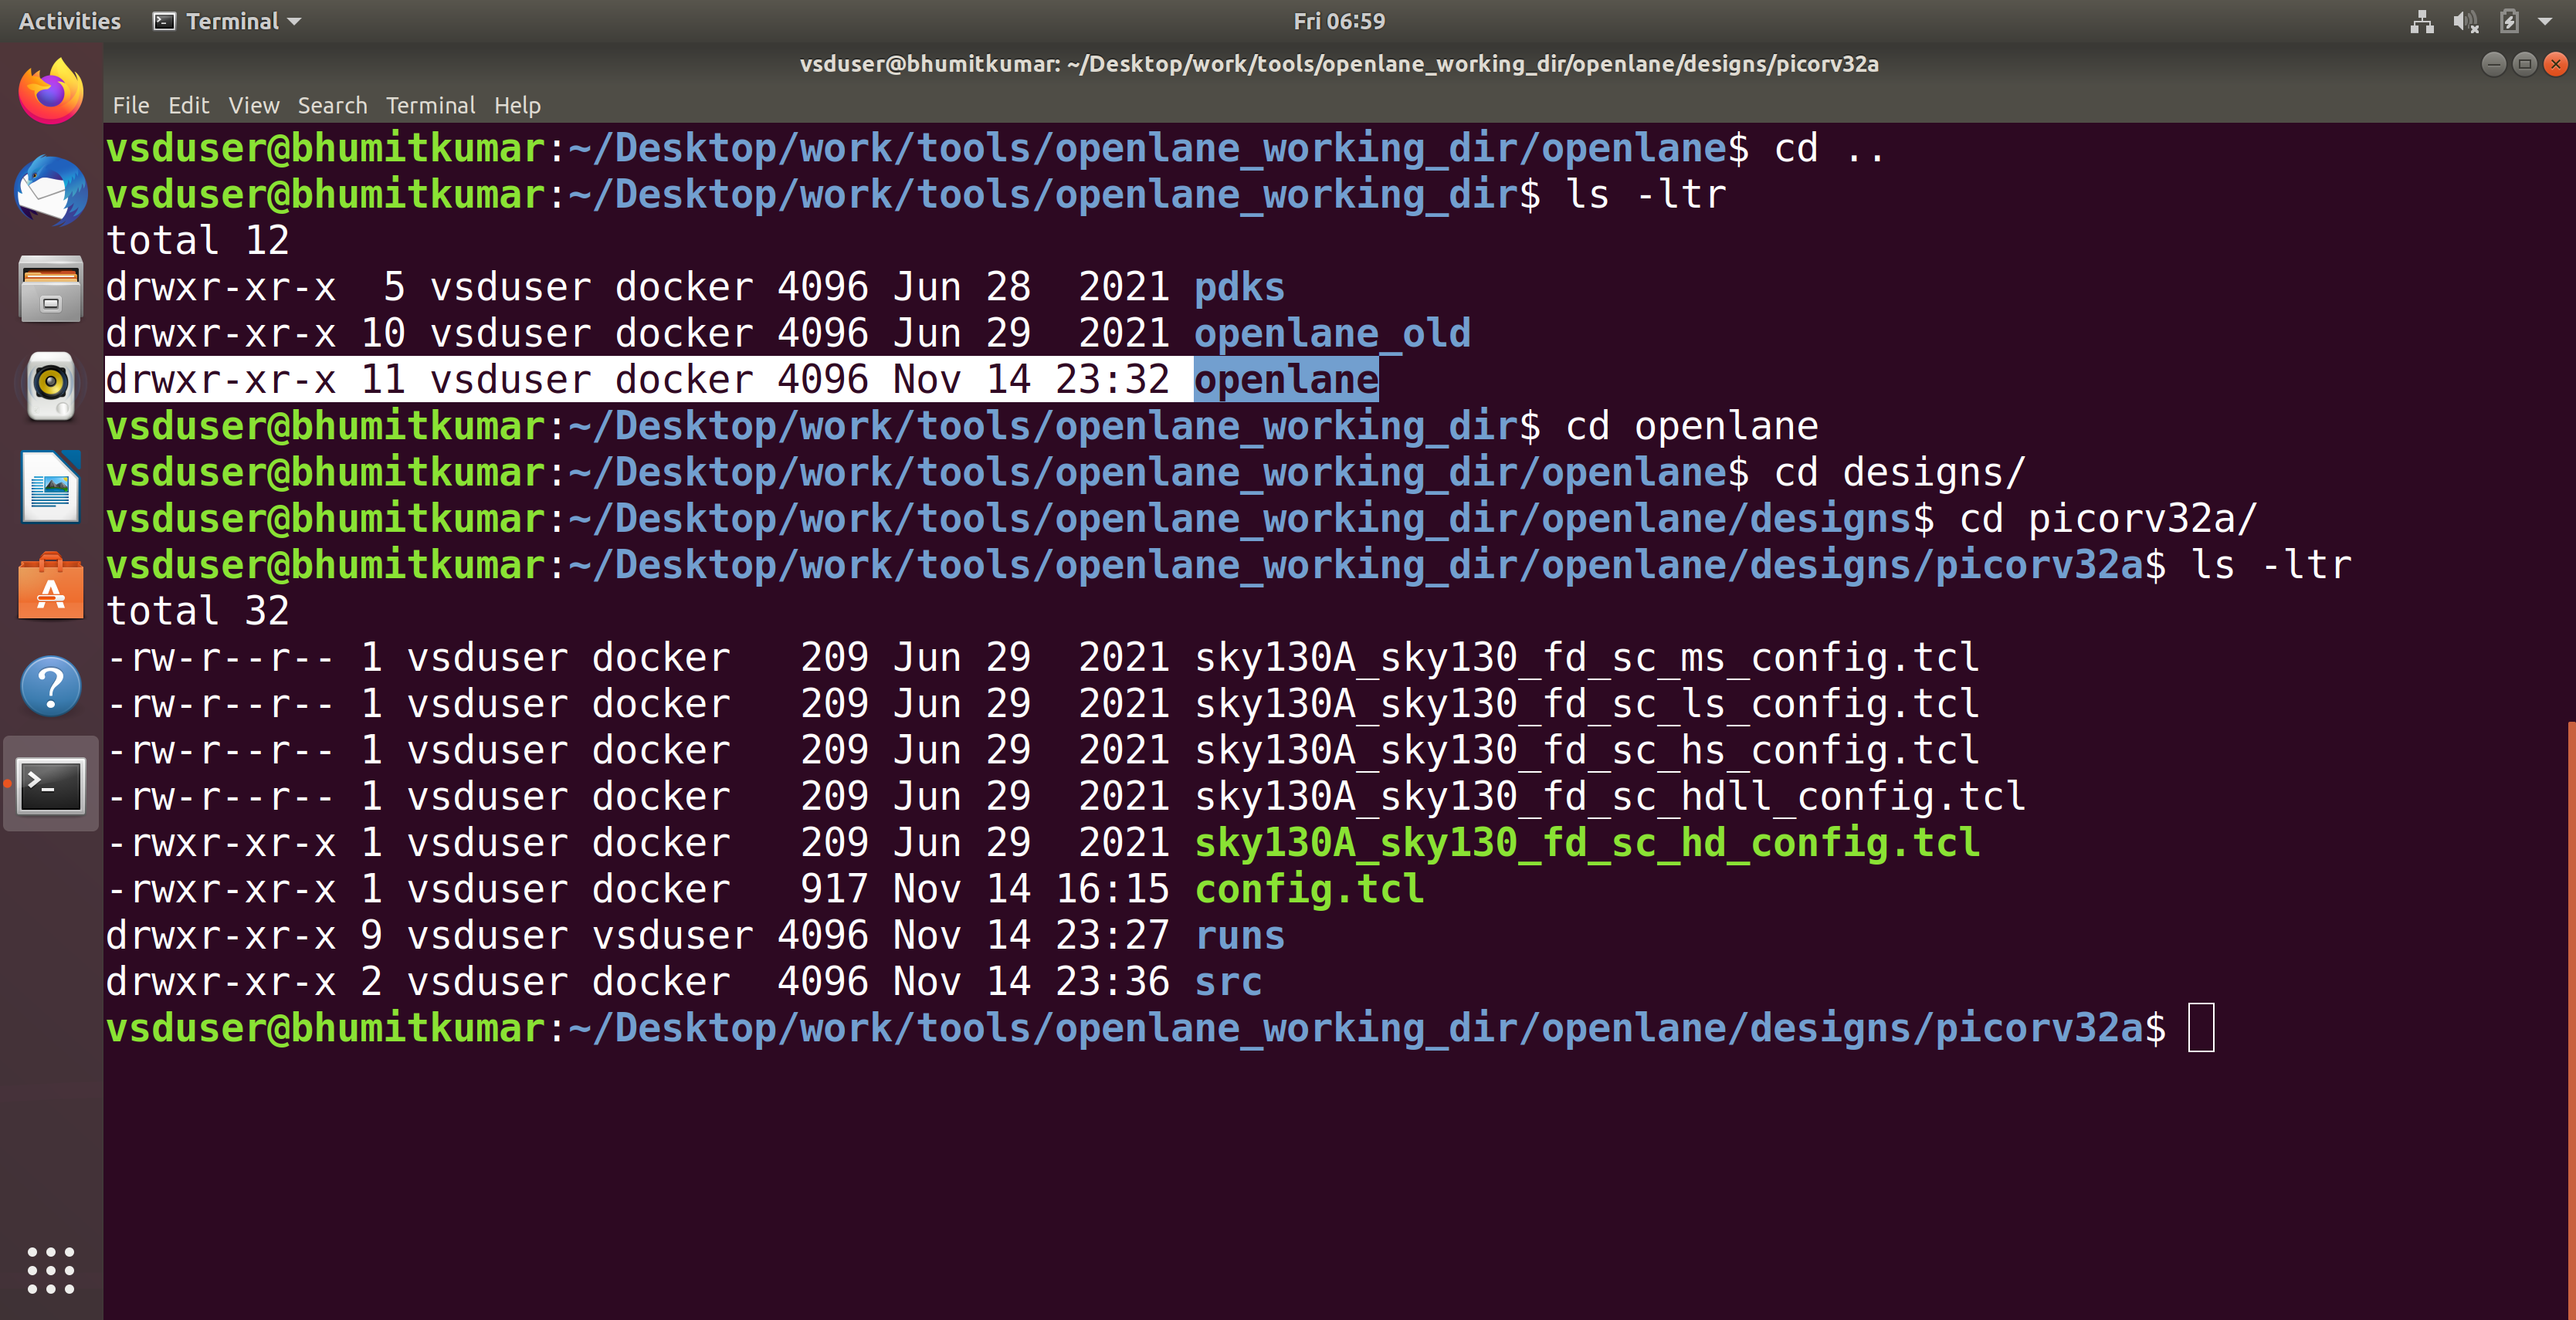 Activities Terminal Fri 06:59
vsduser@bhumitkumar: ~/Desktop/work/tools/openlane_working_dir/openlane/designs/picorv32a
File Edit View Search Terminal Help
vsduser@bhumitkumar:~/Desktop/work/tools/openlane_working_dir/openlane$ cd ..
vsduser@bhumitkumar:~/Desktop/work/tools/openlane_working_dir$ ls -ltr
total 12
drwxr-xr-x  5 vsduser docker 4096 Jun 28  2021 pdks
drwxr-xr-x 10 vsduser docker 4096 Jun 29  2021 openlane_old
drwxr-xr-x 11 vsduser docker 4096 Nov 14 23:32 openlane
vsduser@bhumitkumar:~/Desktop/work/tools/openlane_working_dir$ cd openlane
vsduser@bhumitkumar:~/Desktop/work/tools/openlane_working_dir/openlane$ cd designs/
vsduser@bhumitkumar:~/Desktop/work/tools/openlane_working_dir/openlane/designs$ cd picorv32a/
vsduser@bhumitkumar:~/Desktop/work/tools/openlane_working_dir/openlane/designs/picorv32a$ ls -ltr
total 32
-rw-r--r-- 1 vsduser docker   209 Jun 29  2021 sky130A_sky130_fd_sc_ms_config.tcl
-rw-r--r-- 1 vsduser docker   209 Jun 29  2021 sky130A_sky130_fd_sc_ls_config.tcl
-rw-r--r-- 1 vsduser docker   209 Jun 29  2021 sky130A_sky130_fd_sc_hs_config.tcl
-rw-r--r-- 1 vsduser docker   209 Jun 29  2021 sky130A_sky130_fd_sc_hdll_config.tcl
-rwxr-xr-x 1 vsduser docker   209 Jun 29  2021 sky130A_sky130_fd_sc_hd_config.tcl
-rwxr-xr-x 1 vsduser docker   917 Nov 14 16:15 config.tcl
drwxr-xr-x 9 vsduser vsduser 4096 Nov 14 23:27 runs
drwxr-xr-x 2 vsduser docker  4096 Nov 14 23:36 src
vsduser@bhumitkumar:~/Desktop/work/tools/openlane_working_dir/openlane/designs/picorv32a$